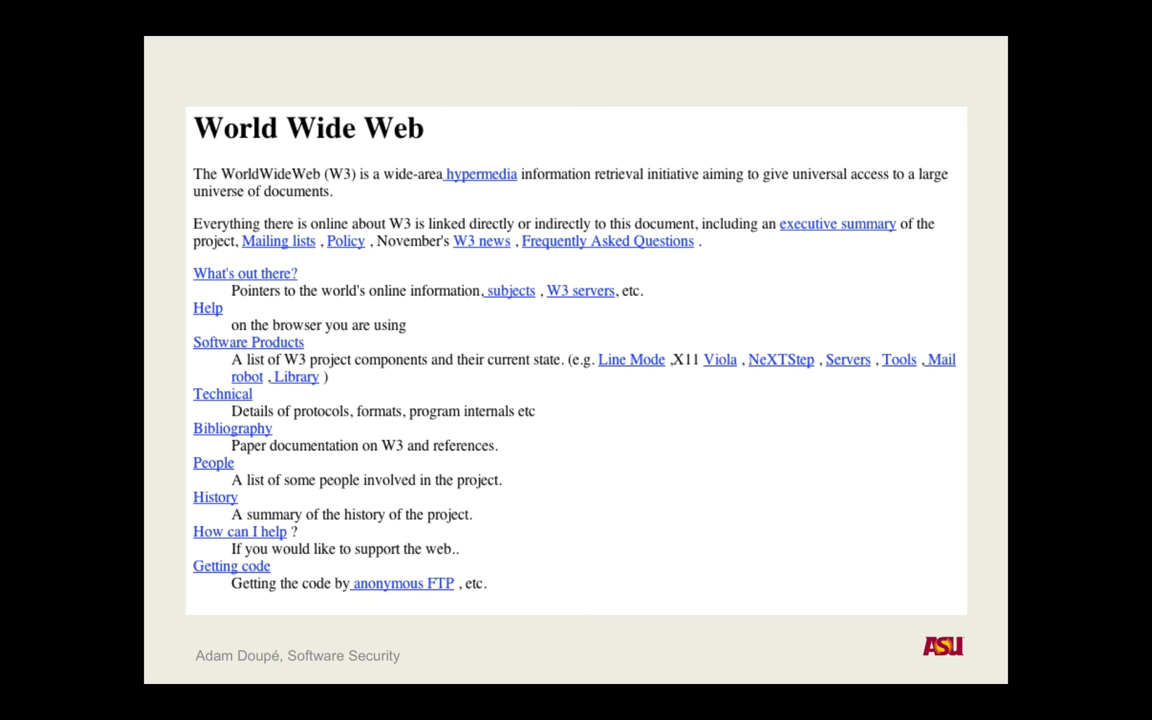 World Wide Web
The WorldWideWeb (W3) is a wide-area hypermedia information retrieval initiative aiming to give universal access to a large
universe of documents.
Everything there is online about W3 is linked directly or indirectly to this document, including an executive summary of the
project, Mailing lists , Policy , November's W3 news , Frequently Asked Questions .
What's out there?
Pointers to the world's online information, subjects , W3 servers, etc.
Help
on the browser you are using
Software Products
A list of W3 project components and their current state. (e.g. Line Mode ,X11 Viola , NeXTStep , Servers , Tools , Mail
robot , Library )
Technical
Details of protocols, formats, program internals etc
Bibliography
Paper documentation on W3 and references.
People
A list of some people involved in the project.
History
A summary of the history of the project.
How can I help ?
If you would like to support the web..
Getting code
Getting the code by anonymous FTP , etc.
Adam Doupé, Software Security
ASU